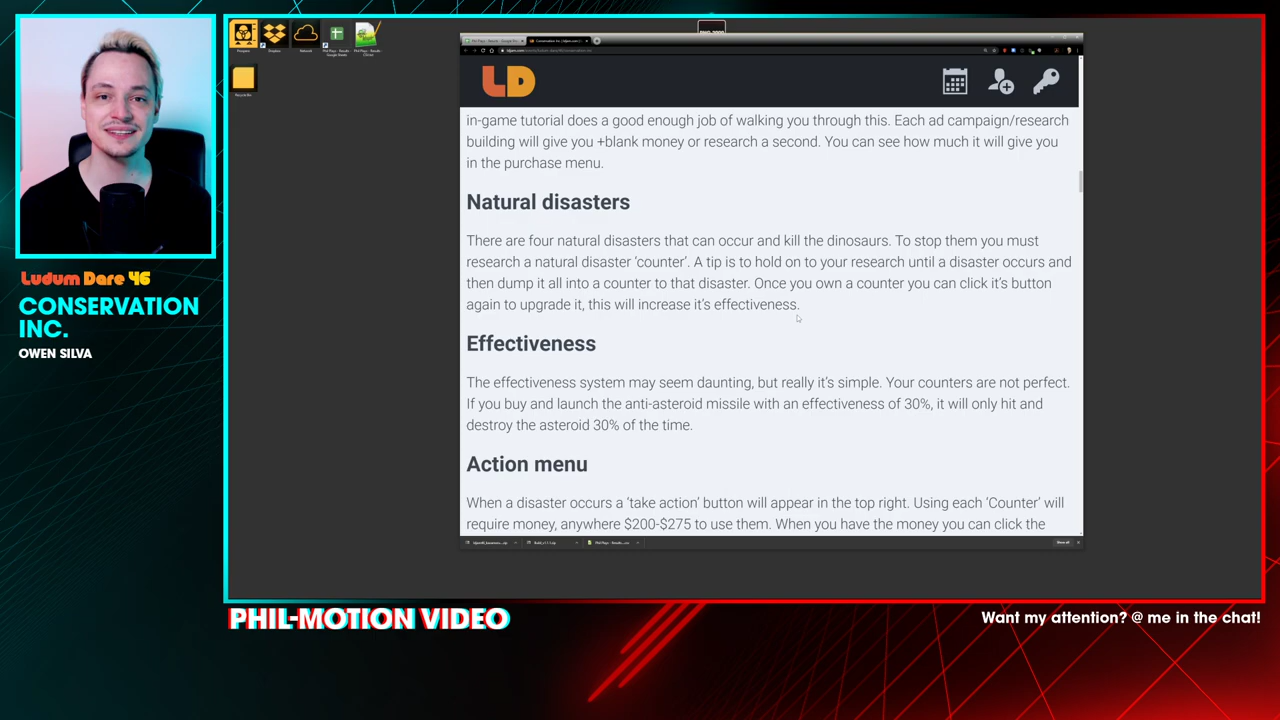 Ludum Dare 46
CONSERVATION
INC.
OWEN SILVA
LD
in-game tutorial does a good enough job of walking you through this. Each ad campaign/research
building will give you +blank money or research a second. You can see how much it will give you
in the purchase menu.
Natural disasters
There are four natural disasters that can occur and kill the dinosaurs. To stop them you must
research a natural disaster ‘counter’. A tip is to hold on to your research until a disaster occurs and
then dump it all into a counter to that disaster. Once you own a counter you can click it’s button
again to upgrade it, this will increase it’s effectiveness.
Effectiveness
The effectiveness system may seem daunting, but really it’s simple. Your counters are not perfect.
If you buy and launch the anti-asteroid missile with an effectiveness of 30%, it will only hit and
destroy the asteroid 30% of the time.
Action menu
When a disaster occurs a ‘take action’ button will appear in the top right. Using each ‘Counter’ will
require money, anywhere $200-$275 to use them. When you have the money you can click the
Show all
PHIL-MOTION VIDEO
Want my attention? @ me in the chat!